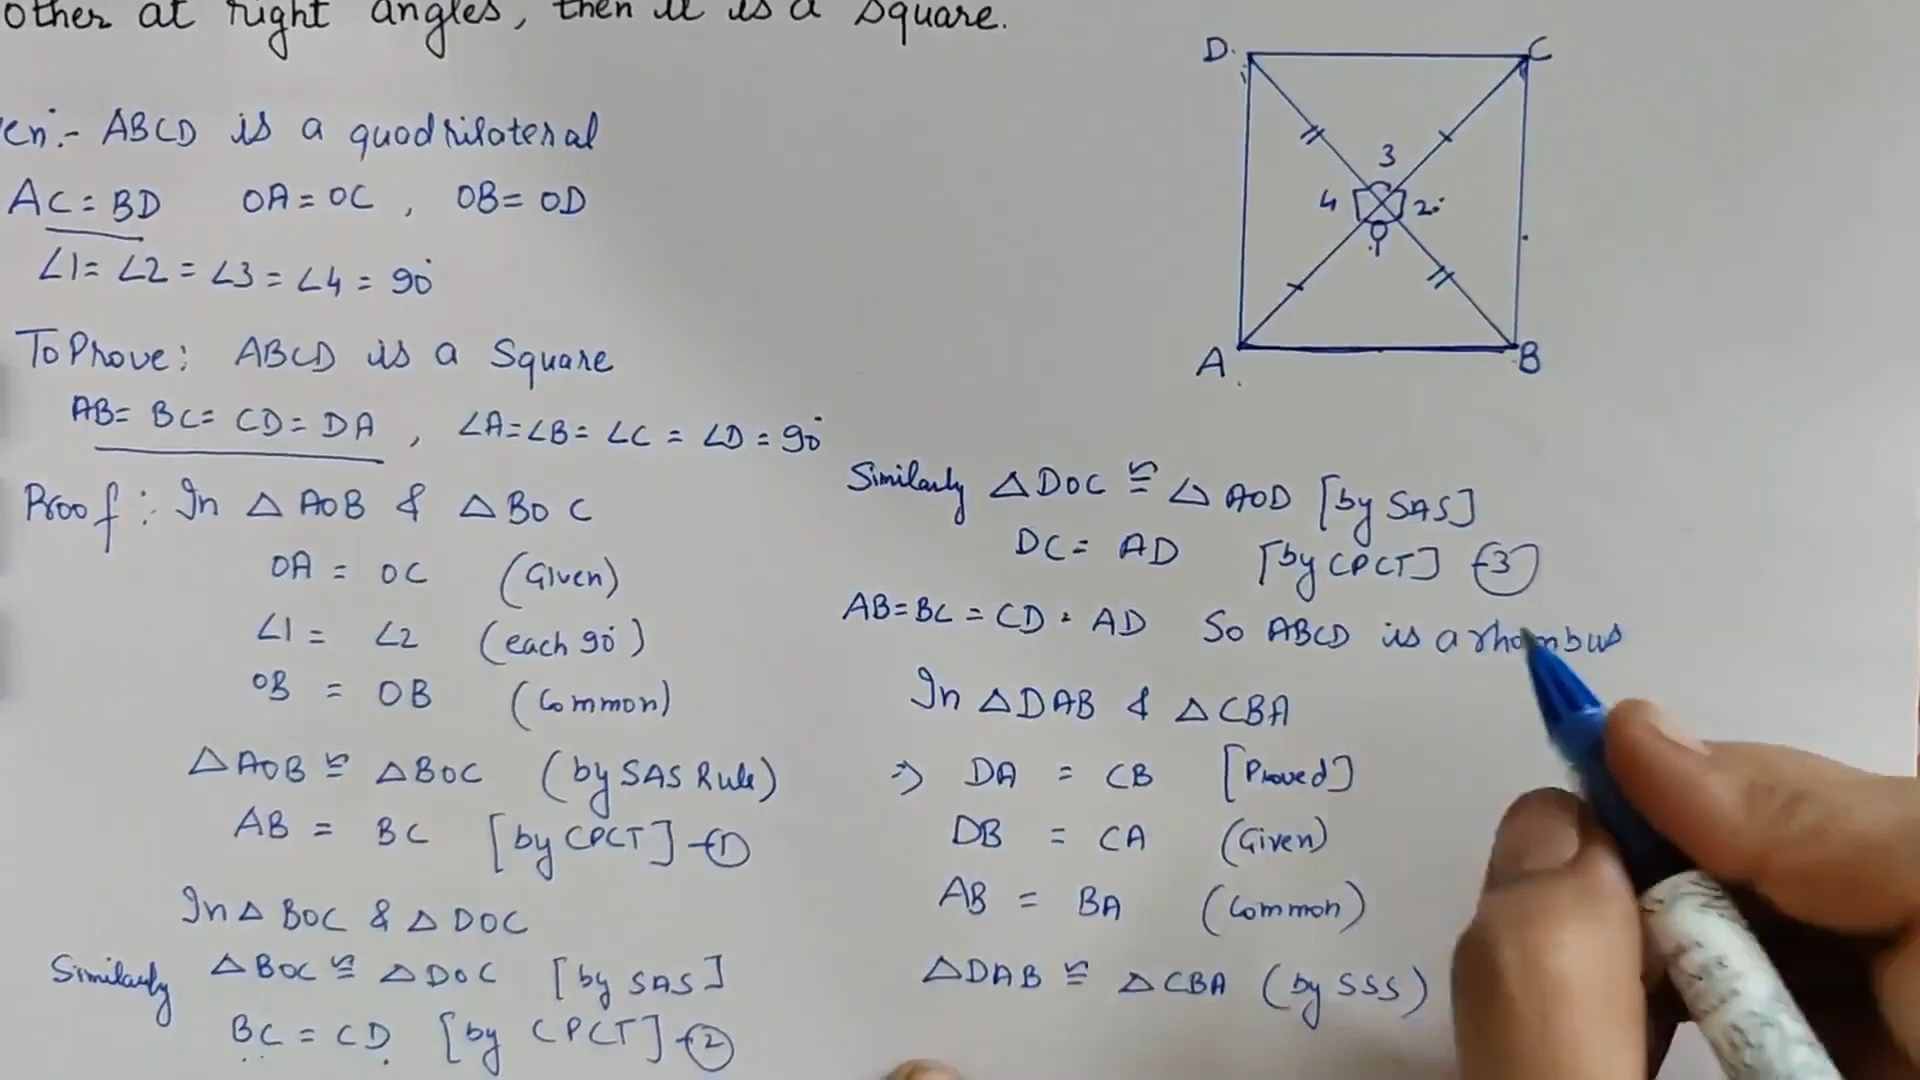 other at right angles, then it is a square.
en:- ABCD is a quadrilateral
AC = BD OA = OC , OB = OD
∠1 = ∠2 = ∠3 = ∠4 = 90°
To Prove: ABCD is a Square
AB = BC = CD = DA , ∠A = ∠B = ∠C = ∠D = 90°
Proof: In △ AOB & △ BOC
OA = OC (Given)
∠1 = ∠2 (each 90°)
OB = OB (Common)
△AOB ≅ △BOC (by SAS Rule)
AB = BC [by CPCT] -①
In △ BOC & △ DOC
Similarly △BOC ≅ △DOC [by SAS]
BC = CD [by CPCT] -②
D C
3
4 2
O
A B
Similarly △DOC ≅ △ AOD [by SAS]
DC = AD [by CPCT] -③
AB = BC = CD = AD So ABCD is a rhombus
In △DAB & △CBA
⇒ DA = CB [Proved]
DB = CA (Given)
AB = BA (Common)
△DAB ≅ △CBA (by SSS)